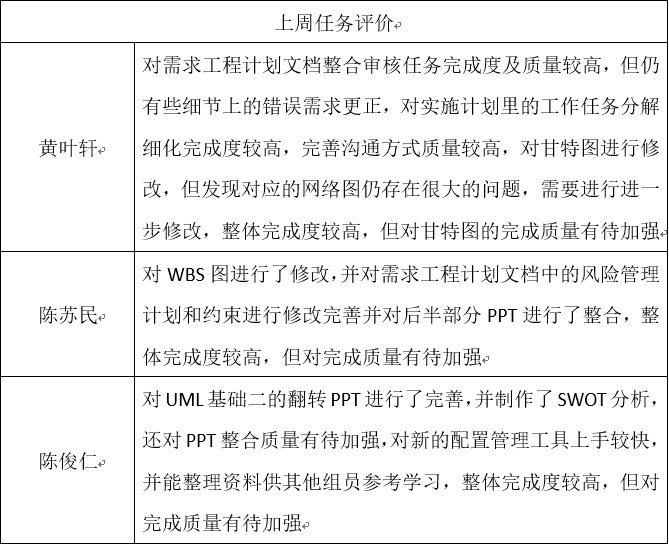 上周任务评价
对需求工程计划文档整合审核任务完成度及质量较高，但仍
有些细节上的错误需求更正，对实施计划里的工作任务分解
黄叶轩
细化完成度较高，完善沟通方式质量较高，对甘特图进行修
改，但发现对应的网络图仍存在很大的问题，需要进行进一
步修改，整体完成度较高，但对甘特图的完成质量有待加强
对 WBS 图进行了修改，并对需求工程计划文档中的风险管理
陈苏民
计划和约束进行修改完善并对后半部分 PPT 进行了整合，整
体完成度较高，但对完成质量有待加强
对 UML 基础二的翻转 PPT 进行了完善，并制作了 SWOT 分析，
还对 PPT 整合质量有待加强，对新的配置管理工具上手较快，
陈俊仁
并能整理资料供其他组员参考学习，整体完成度较高，但对
完成质量有待加强